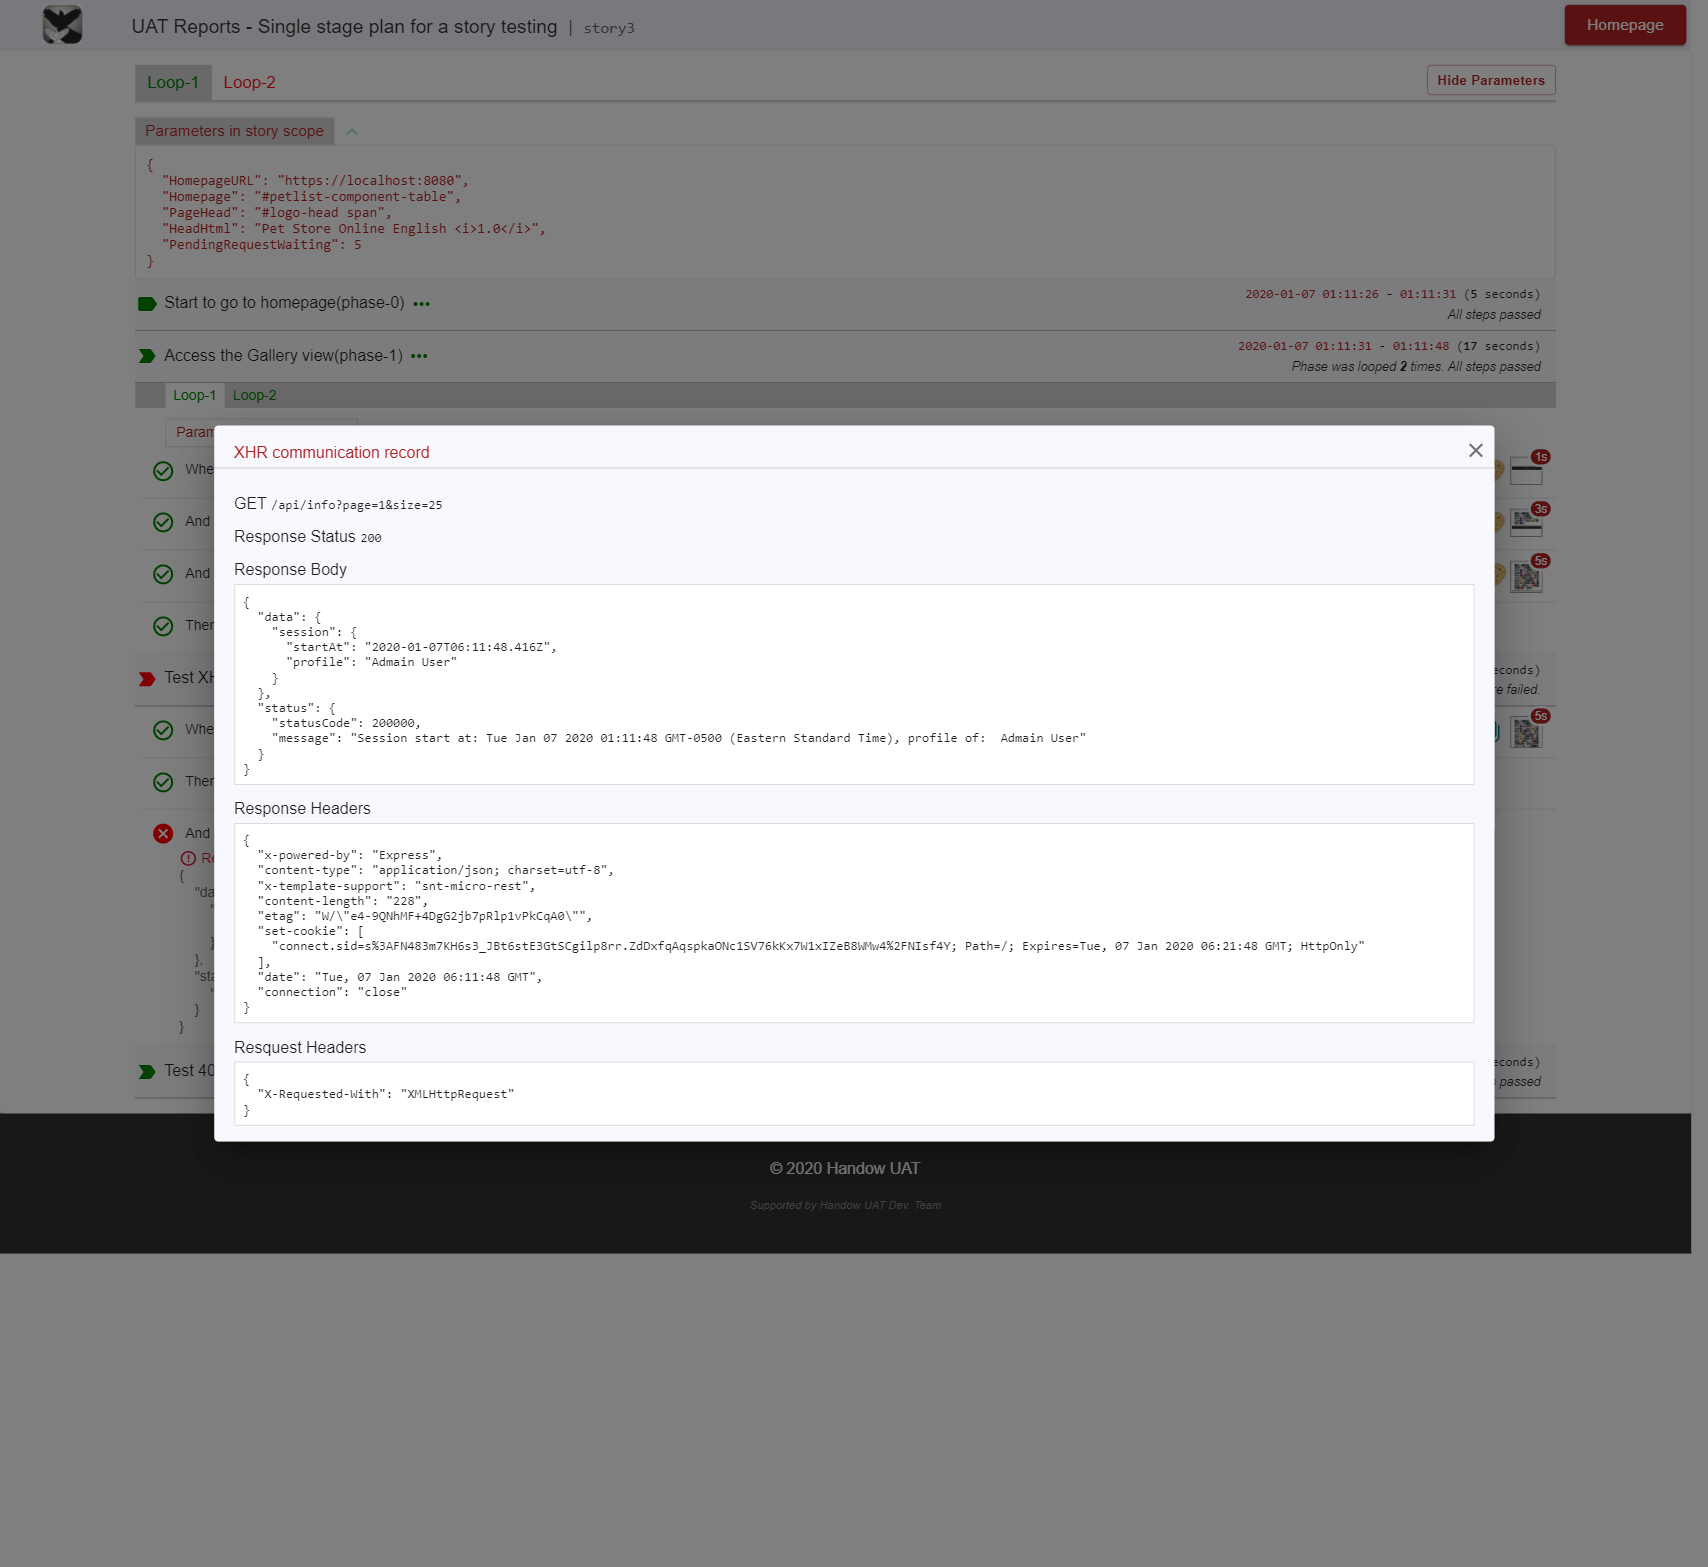 UAT Reports - Single stage plan for a story testing | story3
Homepage
Loop-1 Loop-2
Hide Parameters
Parameters in story scope
{
"HomepageURL": "https://localhost:8080",
"Homepage": "#petlist-component-table",
"PageHead": "#logo-head span",
"HeadHtml": "Pet Store Online English <i>1.0</i>",
"PendingRequestWaiting": 5
}
Start to go to homepage(phase-0) •••
2020-01-07 01:11:26 - 01:11:31 (5 seconds)
All steps passed
Access the Gallery view(phase-1) •••
2020-01-07 01:11:31 - 01:11:48 (17 seconds)
Phase was looped 2 times. All steps passed
Loop-1 Loop-2
Param
XHR communication record
Whe
1s
GET /api/info?page=1&size=25
And
3s
Response Status 200
Response Body
And
5s
{
"data": {
"session": {
"startAt": "2020-01-07T06:11:48.416Z",
"profile": "Admain User"
}
},
"status": {
"statusCode": 200000,
"message": "Session start at: Tue Jan 07 2020 01:11:48 GMT-0500 (Eastern Standard Time), profile of:  Admain User"
}
}
Ther
Test XH
econds)
re failed.
Whe
5s
Ther
Response Headers
{
"x-powered-by": "Express",
"content-type": "application/json; charset=utf-8",
"x-template-support": "snt-micro-rest",
"content-length": "228",
"etag": "W/\"e4-9QNhMF+4DgG2jb7pRlp1vPkCqA0\"",
"set-cookie": [
"connect.sid=s%3AFN483m7KH6s3_JBt6stE3GtSCgilp8rr.ZdDxfqAqspkaONc1SV76kKx7W1xIZeB8WMw4%2FNIsf4Y; Path=/; Expires=Tue, 07 Jan 2020 06:21:48 GMT; HttpOnly"
],
"date": "Tue, 07 Jan 2020 06:11:48 GMT",
"connection": "close"
}
And
Re
{
"da
"
}
},
"sta
"
}
}
Resquest Headers
{
"X-Requested-With": "XMLHttpRequest"
}
Test 40
econds)
passed
© 2020 Handow UAT
Supported by Handow UAT Dev. Team